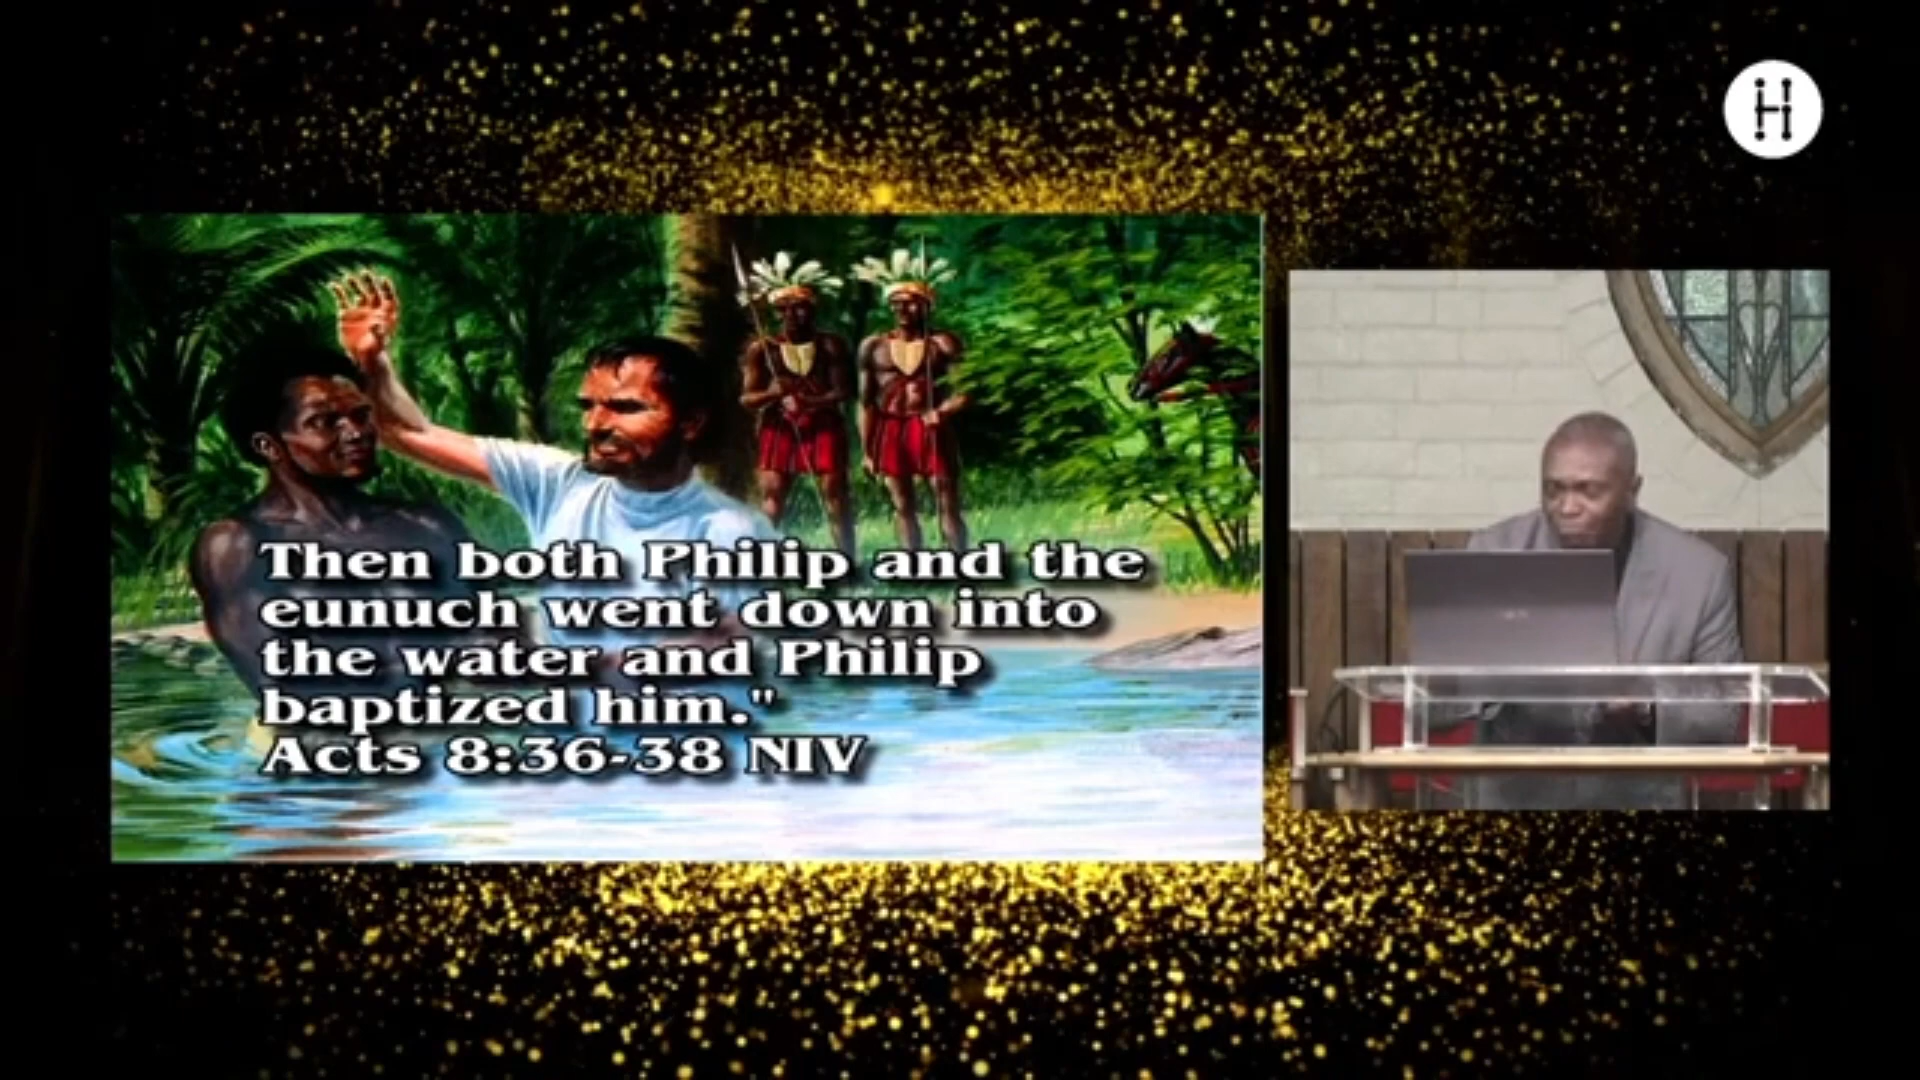 H
Then both Philip and the
eunuch went down into
the water and Philip
baptized him."
Acts 8:36-38 NIV